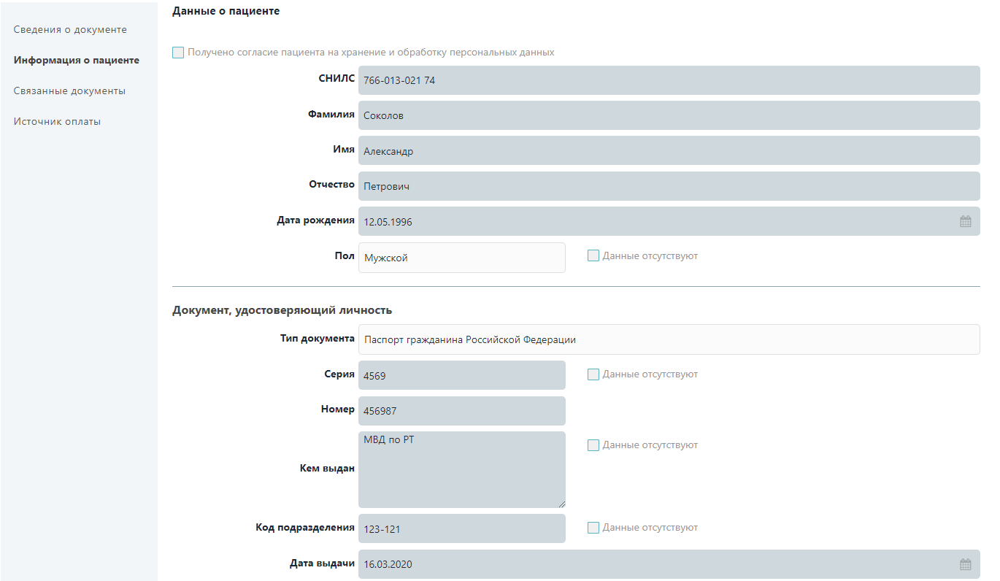 Сведения о документе
Информация о пациенте
Связанные документы
Источник оплаты
Данные о пациенте
Получено согласие пациента на хранение и обработку персональных данных
СНИЛС 766-013-021 74
Фамилия Соколов
Имя Александр
Отчество Петрович
Дата рождения 12.05.1996
Пол Мужской Данные отсутствуют
Документ, удостоверяющий личность
Тип документа Паспорт гражданина Российской Федерации
Серия 4569 Данные отсутствуют
Номер 456987
Кем выдан МВД по РТ Данные отсутствуют
Код подразделения 123-121 Данные отсутствуют
Дата выдачи 16.03.2020